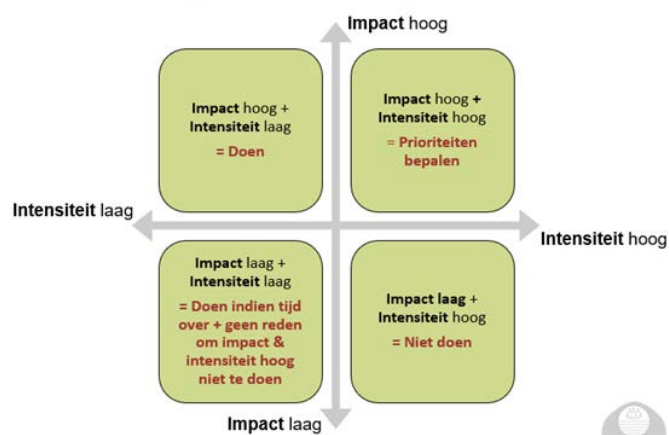 Impact hoog
Impact hoog +
Intensiteit laag
= Doen
Impact hoog +
Intensiteit hoog
= Prioriteiten
bepalen
Intensiteit laag
Intensiteit hoog
Impact laag +
Intensiteit laag
= Doen indien tijd
over + geen reden
om impact &
intensiteit hoog
niet te doen
Impact laag +
Intensiteit hoog
= Niet doen
Impact laag